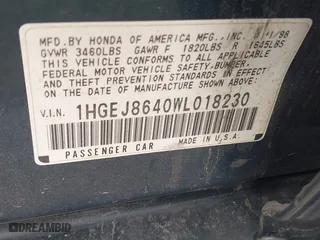 MFD. BY HONDA OF AMERICA MFG., INC.
GVWR 3460LBS GAWR F 1820LBS R 1645LBS
THIS VEHICLE CONFORMS TO ALL APPLICABLE
FEDERAL MOTOR VEHICLE SAFETY, BUMPER,
AND THEFT PREVENTION STANDARDS IN
EFFECT ON THE DATE OF MANUFACTURE
SHOWN ABOVE.
V.I.N. 1HGEJ8640WL018230
PASSENGER CAR MADE IN U.S.A.
DREAMBID